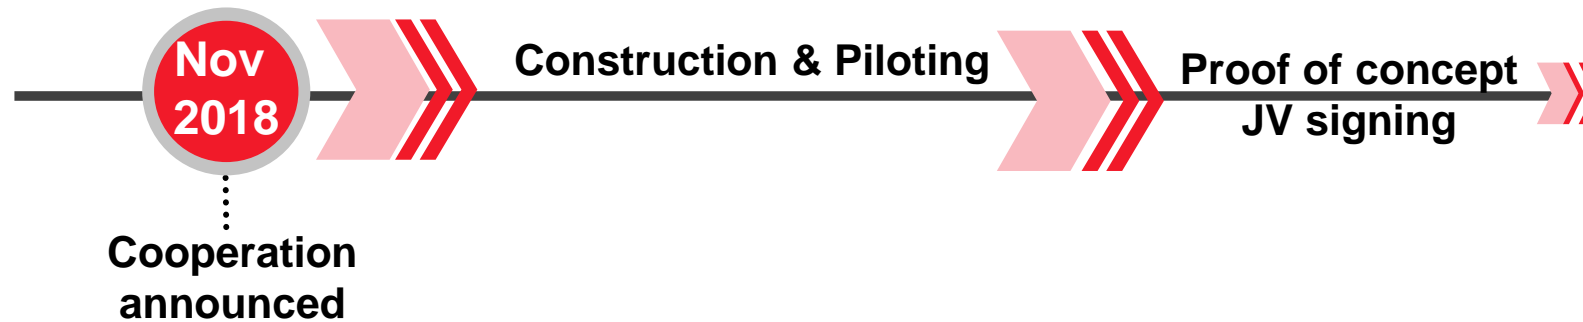 Nov
2018
Cooperation
announced
Construction & Piloting
Proof of concept
JV signing